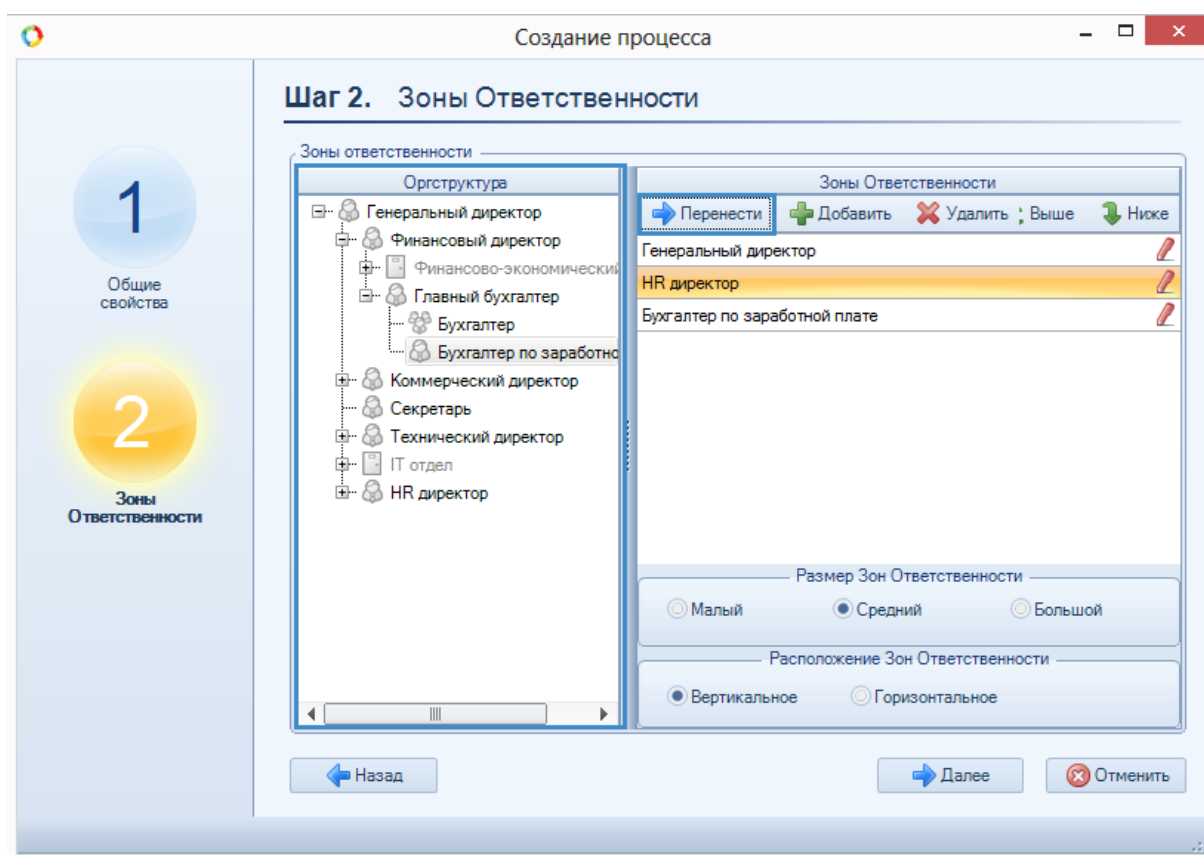 Создание процесса
Шаг 2. Зоны Ответственности
1
Общие
свойства
2
Зоны
Ответственности
Зоны ответственности
Оргструктура
Генеральный директор
Финансовый директор
Финансово-экономический
Главный бухгалтер
Бухгалтер
Бухгалтер по заработно
Коммерческий директор
Секретарь
Технический директор
IT отдел
HR директор
Зоны Ответственности
Перенести Добавить Удалить Выше Ниже
Генеральный директор
HR директор
Бухгалтер по заработной плате
Размер Зон Ответственности
Малый Средний Большой
Расположение Зон Ответственности
Вертикальное Горизонтальное
Назад Далее Отменить